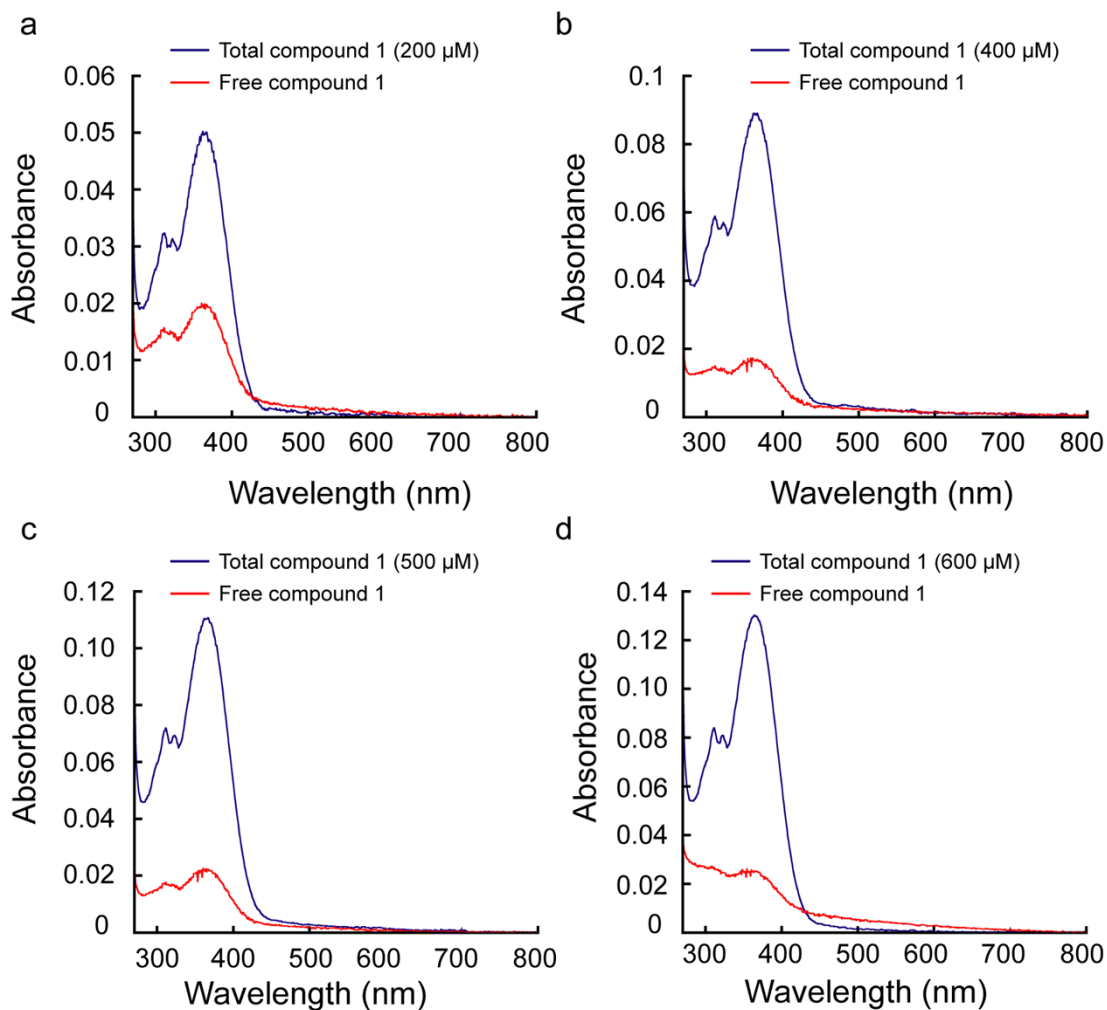 a
Total compound 1 (200 µM)
Free compound 1
0.06
0.05
0.04
0.03
0.02
0.01
0
Absorbance
300 400 500 600 700 800
Wavelength (nm)
b
Total compound 1 (400 µM)
Free compound 1
0.1
0.08
0.06
0.04
0.02
0
Absorbance
300 400 500 600 700 800
Wavelength (nm)
c
Total compound 1 (500 µM)
Free compound 1
0.12
0.10
0.08
0.06
0.04
0.02
0
Absorbance
300 400 500 600 700 800
Wavelength (nm)
d
Total compound 1 (600 µM)
Free compound 1
0.14
0.12
0.10
0.08
0.06
0.04
0.02
0
Absorbance
300 400 500 600 700 800
Wavelength (nm)